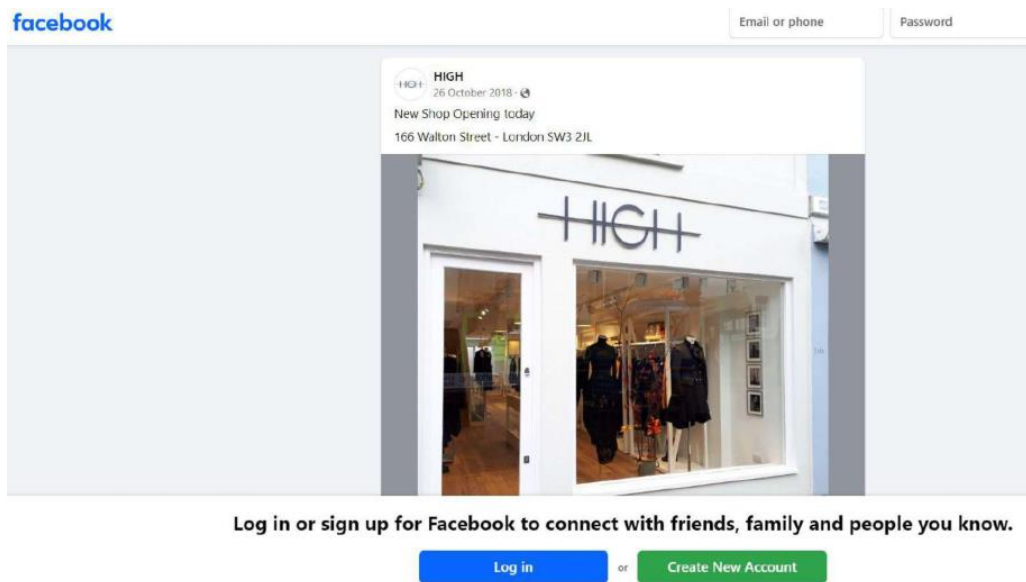 facebook
Email or phone
Password
HIGH
HIGH
26 October 2018 ·
New Shop Opening today
166 Walton Street - London SW3 2JL
HIGH
Log in or sign up for Facebook to connect with friends, family and people you know.
Log in
or
Create New Account